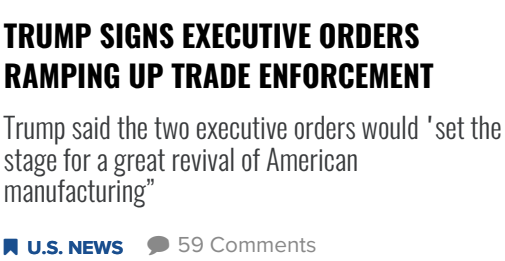 TRUMP SIGNS EXECUTIVE ORDERS
RAMPING UP TRADE ENFORCEMENT
Trump said the two executive orders would 'set the
stage for a great revival of American
manufacturing”
U.S. NEWS 59 Comments